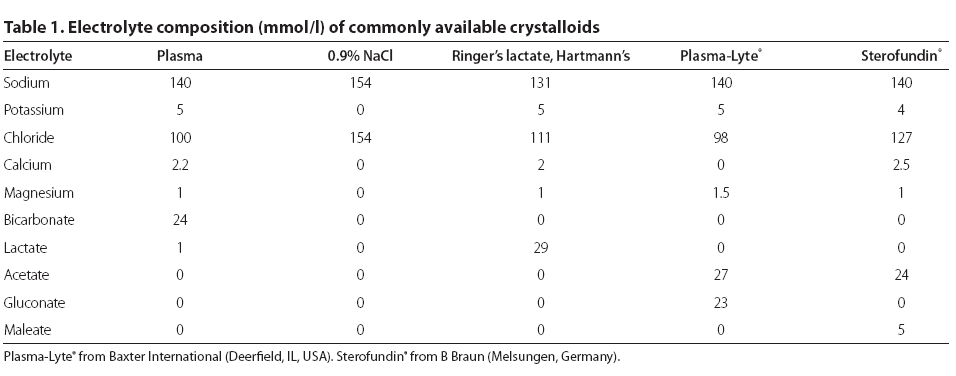 Table 1. Electrolyte composition (mmol/l) of commonly available crystalloids
Electrolyte Plasma 0.9% NaCl Ringer's lactate, Hartmann's Plasma-Lyte® Sterofundin®
Sodium 140 154 131 140 140
Potassium 5 0 5 5 4
Chloride 100 154 111 98 127
Calcium 2.2 0 2 0 2.5
Magnesium 1 0 1 1.5 1
Bicarbonate 24 0 0 0 0
Lactate 1 0 29 0 0
Acetate 0 0 0 27 24
Gluconate 0 0 0 23 0
Maleate 0 0 0 0 5
Plasma-Lyte® from Baxter International (Deerfield, IL, USA). Sterofundin® from B Braun (Melsungen, Germany).